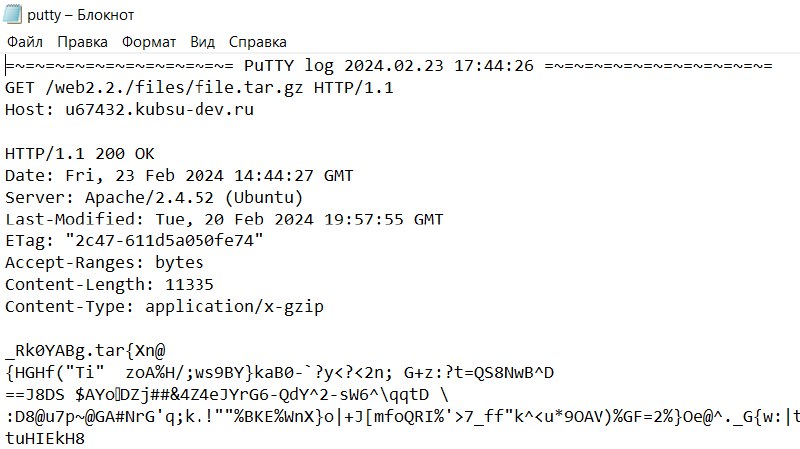 putty – Блокнот
Файл Правка Формат Вид Справка
=~=~=~=~=~=~=~=~=~=~=~= PuTTY log 2024.02.23 17:44:26 =~=~=~=~=~=~=~=~=~=~=~=
GET /web2.2./files/file.tar.gz HTTP/1.1
Host: u67432.kubsu-dev.ru

HTTP/1.1 200 OK
Date: Fri, 23 Feb 2024 14:44:27 GMT
Server: Apache/2.4.52 (Ubuntu)
Last-Modified: Tue, 20 Feb 2024 19:57:55 GMT
ETag: "2c47-611d5a050fe74"
Accept-Ranges: bytes
Content-Length: 11335
Content-Type: application/x-gzip

_Rk0YABg.tar{Xn@
{HGHf("Ti"  zoA%H/;ws9BY}kaB0-`?y<?<2n; G+z:?t=QS8NwB^D
==J8DS $AYo▯DZj##&4Z4eJYrG6-QdY^2-sW6^\qqtD \
:D8@u7p~@GA#NrG'q;k.!""%BKE%WnX}o|+J[mfoQRI%'>7_ff"k^<u*9OAV)%GF=2%}Oe@^._G{w:|t
tuHIEkH8